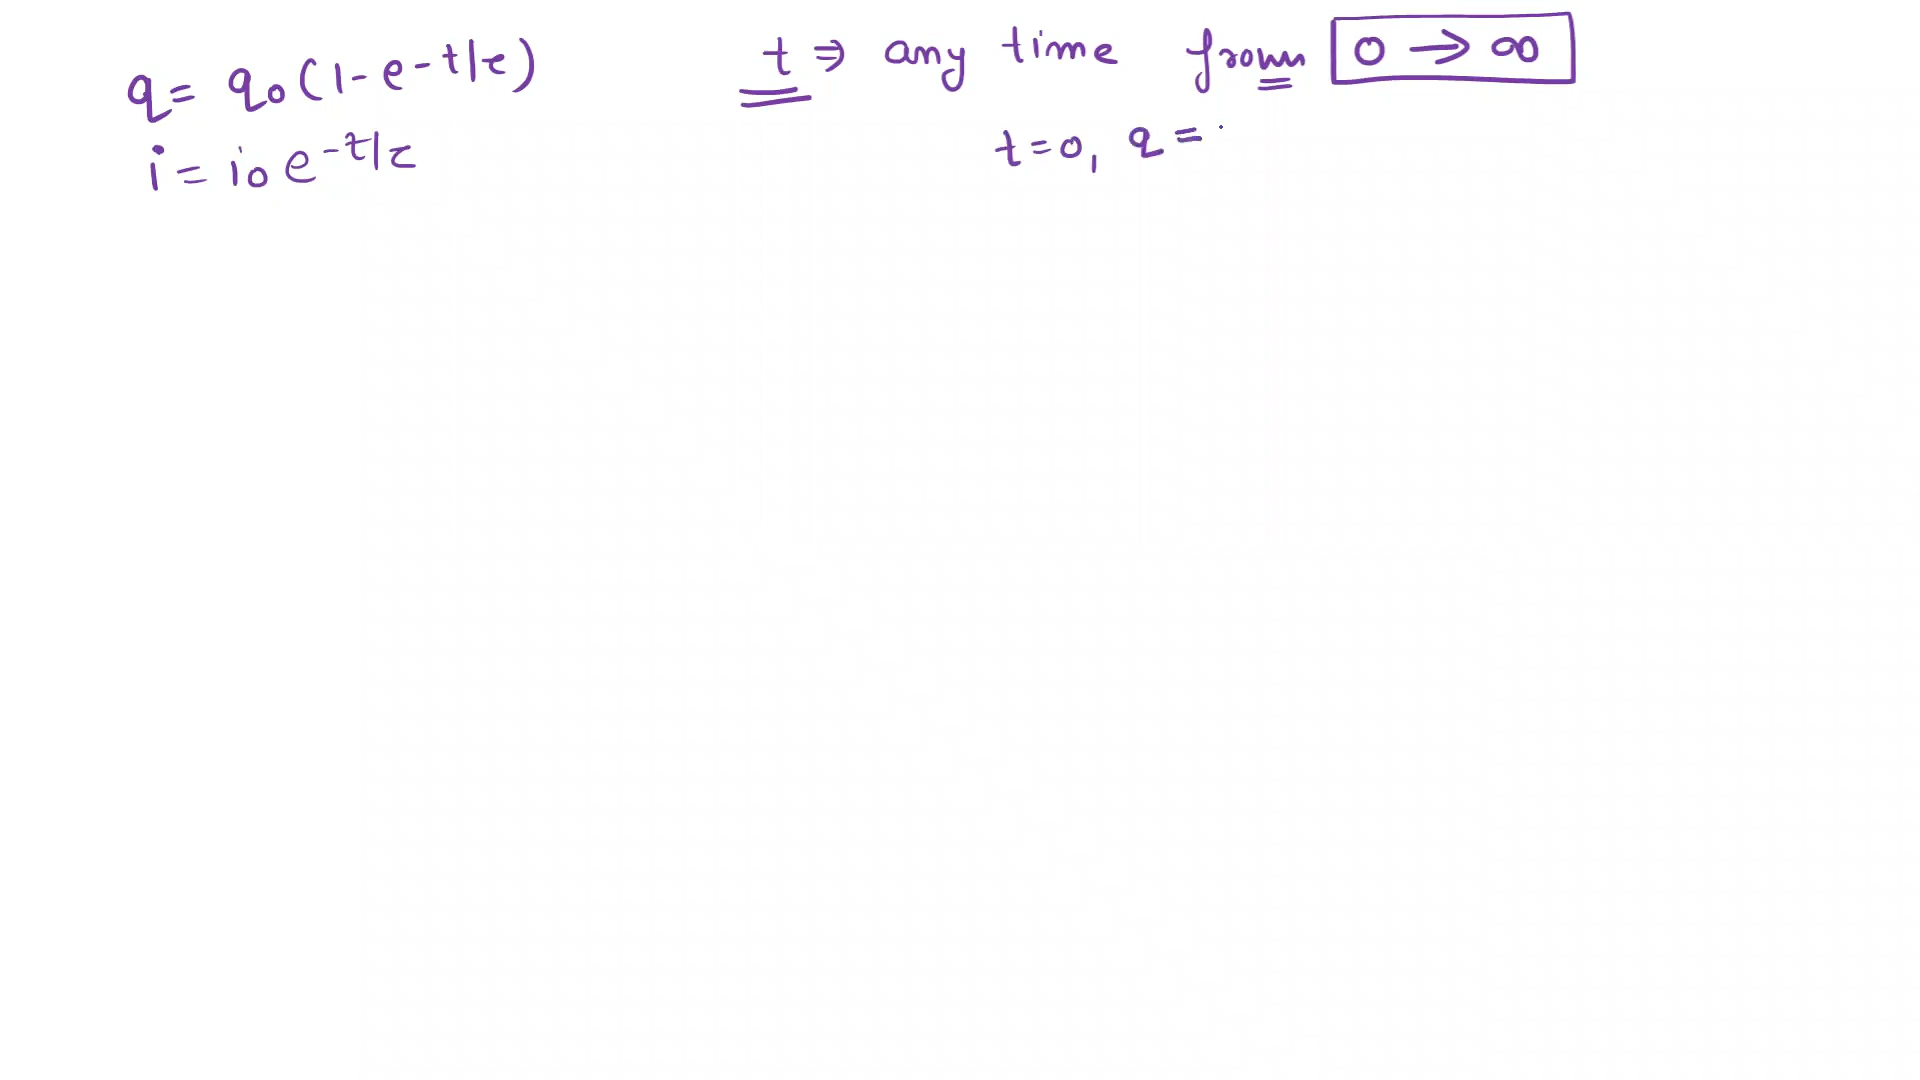 q = q₀(1 - e^-t/τ)
t ⇒ any time from 0 → ∞
i = i₀ e^-t/τ
t = 0, q =